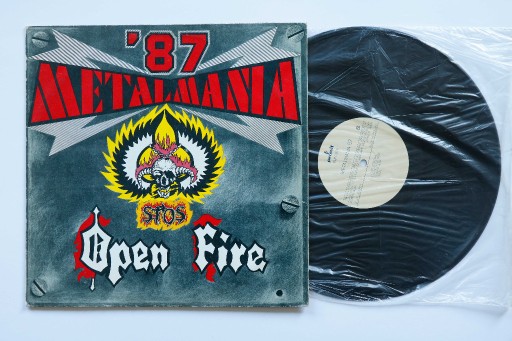 '87
METALMANIA
STOS
Open Fire